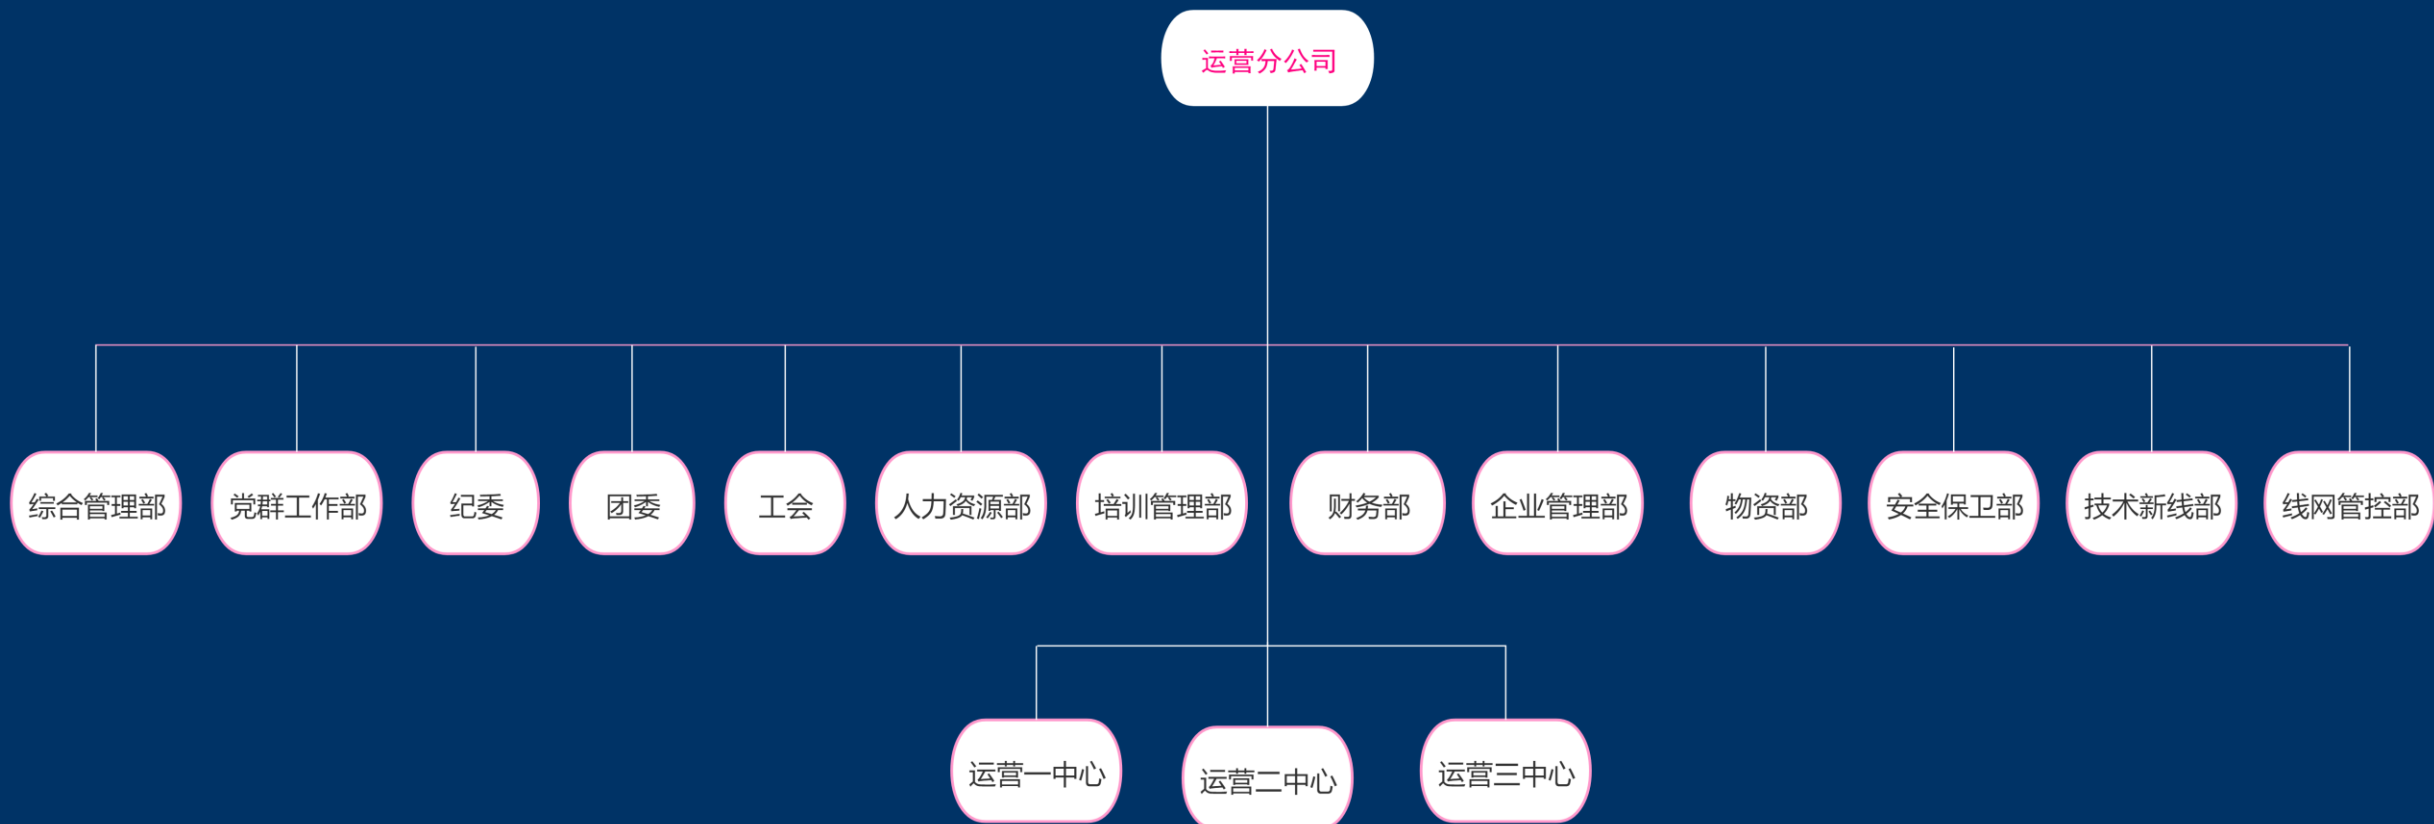 运营分公司
综合管理部
党群工作部
纪委
团委
工会
人力资源部
培训管理部
财务部
企业管理部
物资部
安全保卫部
技术新线部
线网管控部
运营一中心
运营二中心
运营三中心